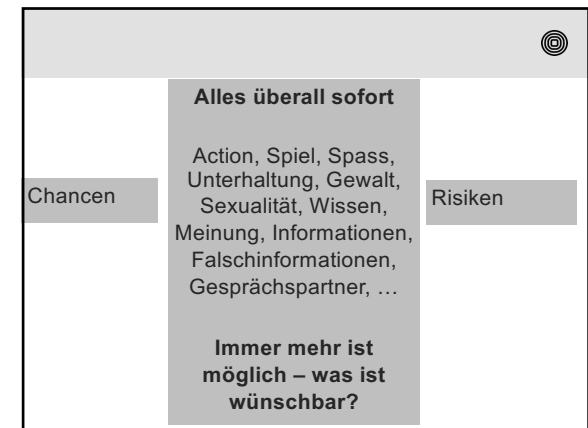 Alles überall sofort
Action, Spiel, Spass,
Unterhaltung, Gewalt,
Chancen
Sexualität, Wissen,
Risiken
Meinung, Informationen,
Falschinformationen,
Gesprächspartner, …
Immer mehr ist
möglich – was ist
wünschbar?